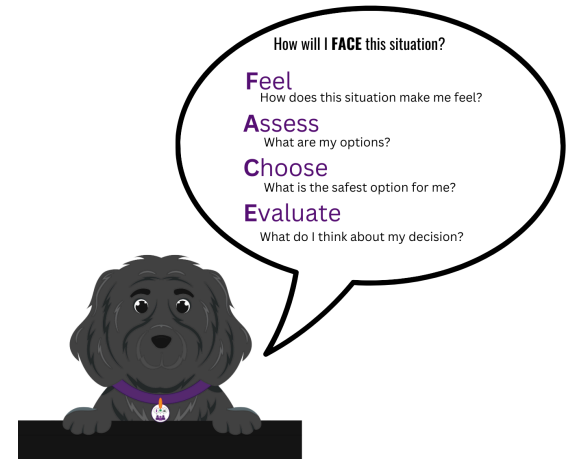 How will I FACE this situation?
Feel
How does this situation make me feel?
Assess
What are my options?
Choose
What is the safest option for me?
Evaluate
What do I think about my decision?